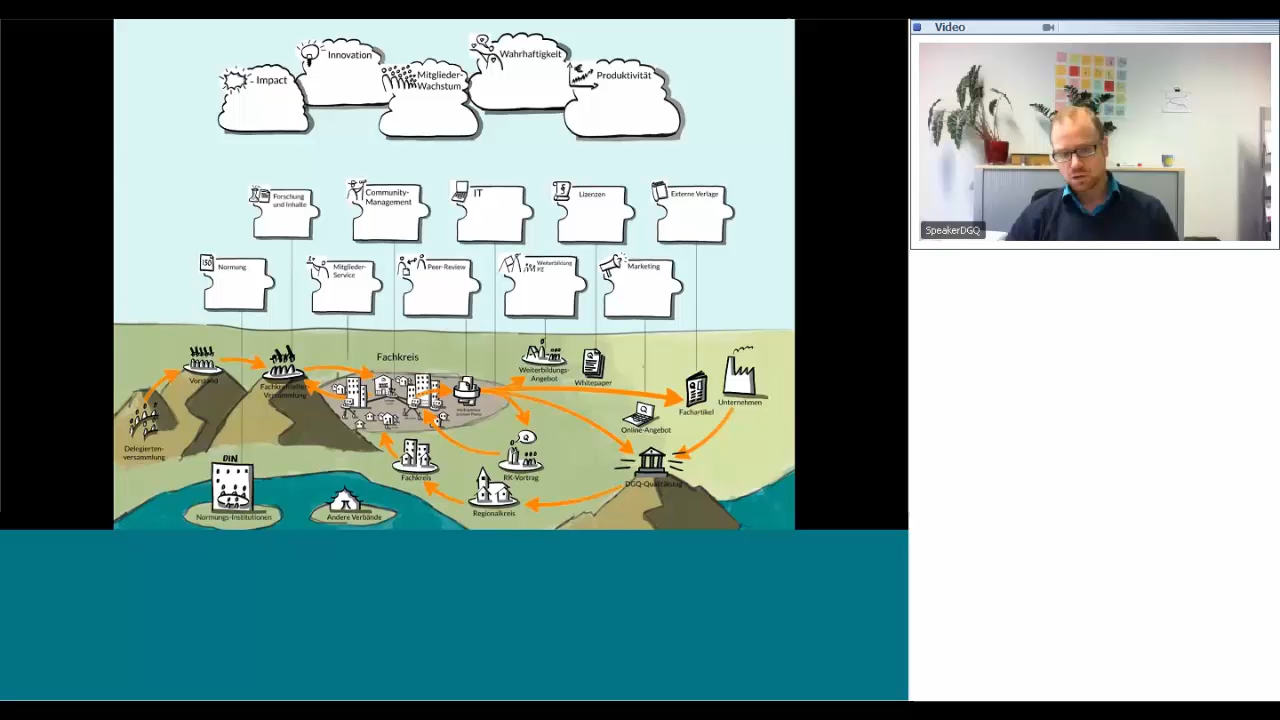 Video
Impact
Innovation
Mitglieder-
Wachstum
Wahrhaftigkeit
Produktivität
Forschung
und Inhalte
Community-
Management
IT
Lizenzen
Externe Verlage
ISO
Normung
Mitglieder-
Service
Peer-Review
Weiterbildung
Marketing
Fachkreis
Vorstand
Versammlung
Delegierten-
versammlung
Weiterbildungs-
Angebot
Whitepaper
Fachartikel
Unternehmen
Online-Angebot
DGQ-Qualitätstag
RK-Vortrag
Fachkreis
Regionalkreis
DIN
Normungs-Institutionen
Andere Verbände
SpeakerDGQ